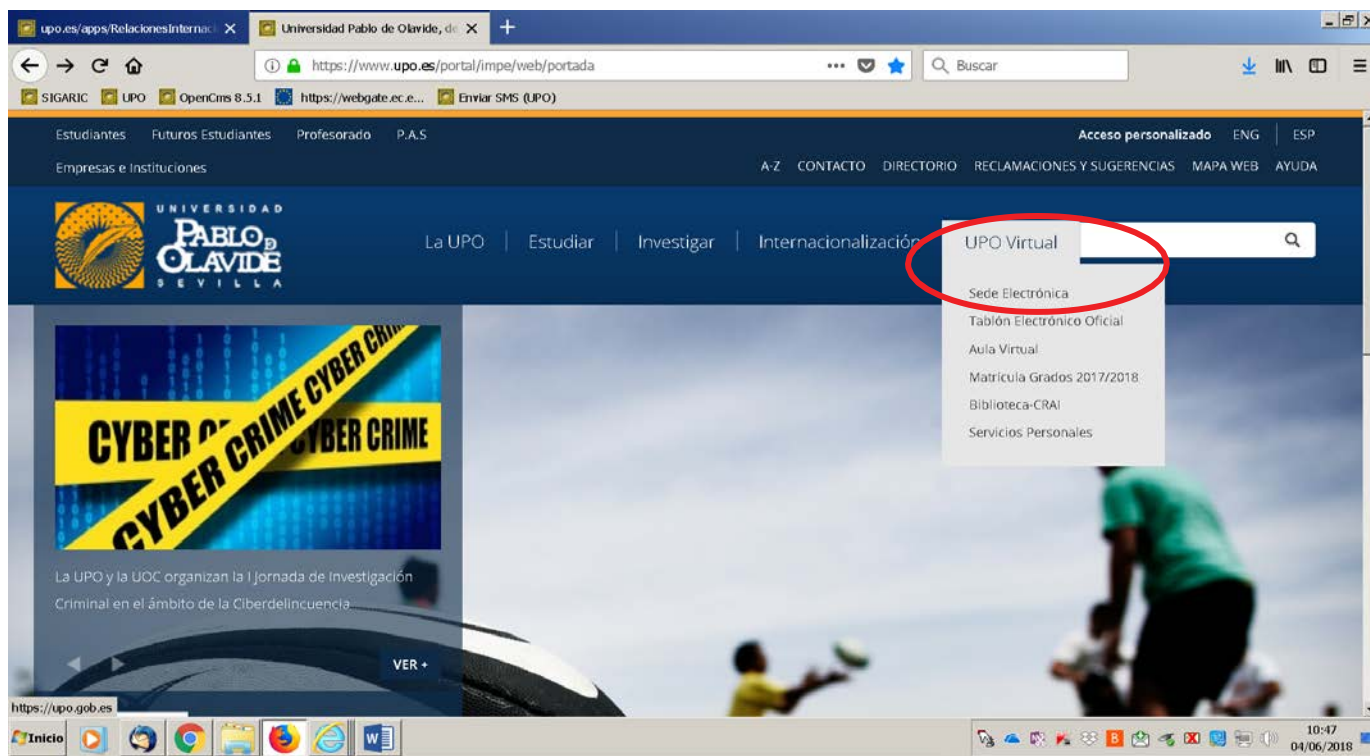 upo.es/apps/RelacionesInternaci
Universidad Pablo de Olavide, de
https://www.upo.es/portal/impe/web/portada
Buscar
SIGARIC UPO OpenCms 8.5.1 https://webgate.ec.e... Enviar SMS (UPO)
Estudiantes Futuros Estudiantes Profesorado P.A.S
Acceso personalizado ENG ESP
Empresas e Instituciones
A-Z CONTACTO DIRECTORIO RECLAMACIONES Y SUGERENCIAS MAPA WEB AYUDA
UNIVERSIDAD
PABLO DE
OLAVIDE
SEVILLA
La UPO Estudiar Investigar Internacionalización UPO Virtual
Sede Electrónica
Tablón Electrónico Oficial
Aula Virtual
Matrícula Grados 2017/2018
Biblioteca-CRAI
Servicios Personales
CYBER CRIME CYBER CRIME
CYBER CRIME
La UPO y la UOC organizan la I Jornada de Investigación
Criminal en el ámbito de la Ciberdelincuencia
VER +
https://upo.gob.es
Inicio
10:47
04/06/2018